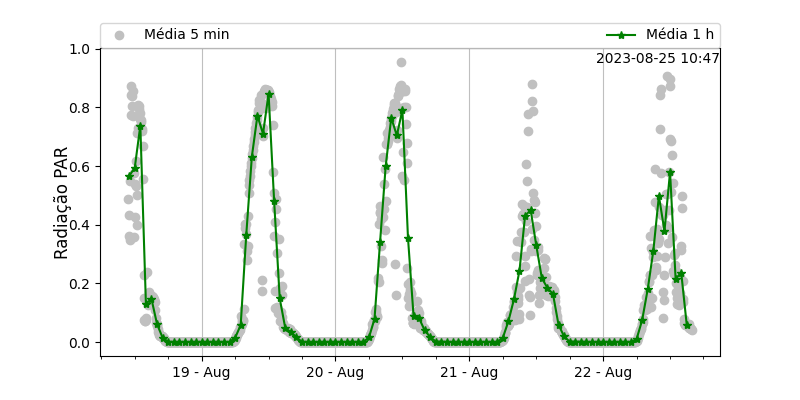 Média 5 min
Média 1 h
2023-08-25 10:47
1.0
0.8
0.6
0.4
0.2
0.0
Radiação PAR
19 - Aug
20 - Aug
21 - Aug
22 - Aug